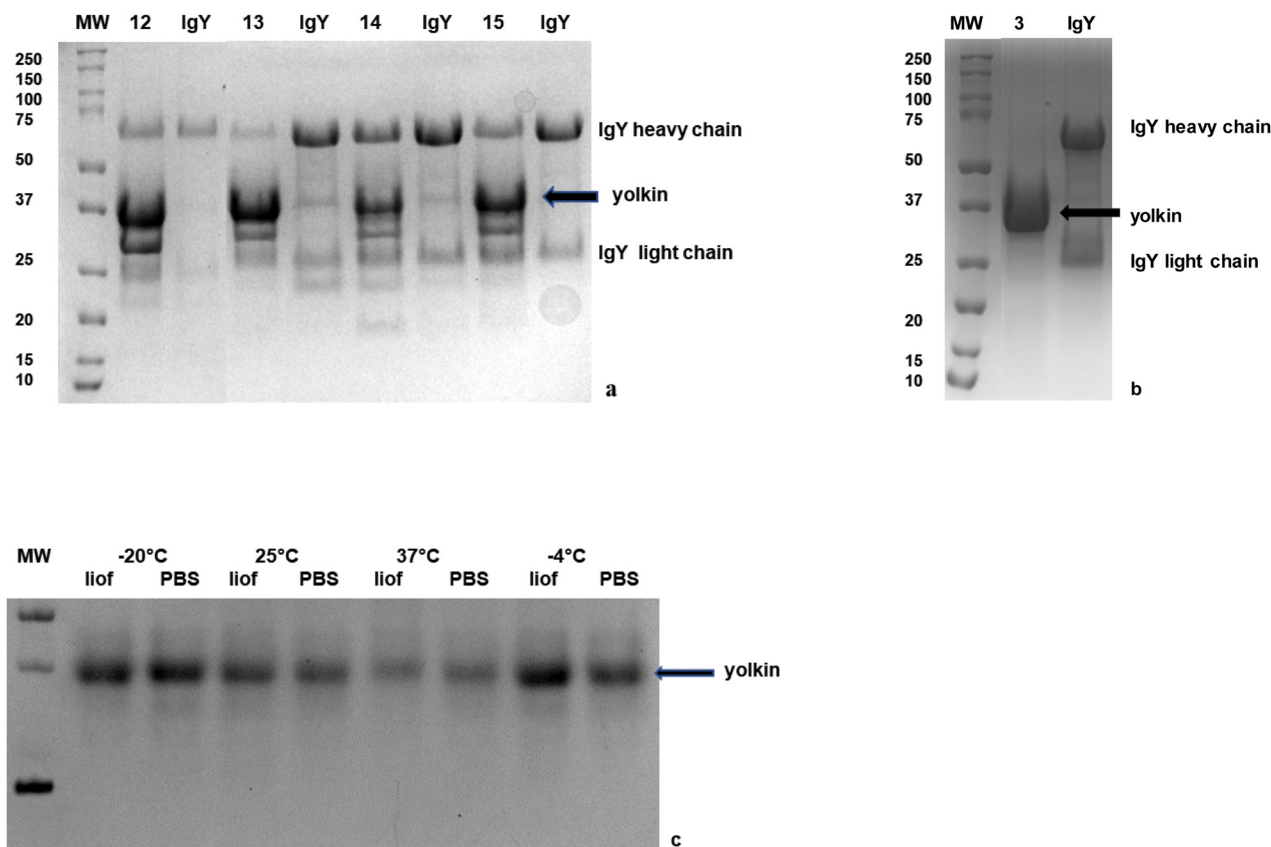 MW 12 IgY 13 IgY 14 IgY 15 IgY
250
150
100
75
50
37
25
20
15
10
IgY heavy chain
yolkin
IgY light chain
a
MW 3 IgY
250
150
100
75
50
37
25
20
15
10
IgY heavy chain
yolkin
IgY light chain
b
MW -20°C 25°C 37°C -4°C
liof PBS liof PBS liof PBS liof PBS
yolkin
c